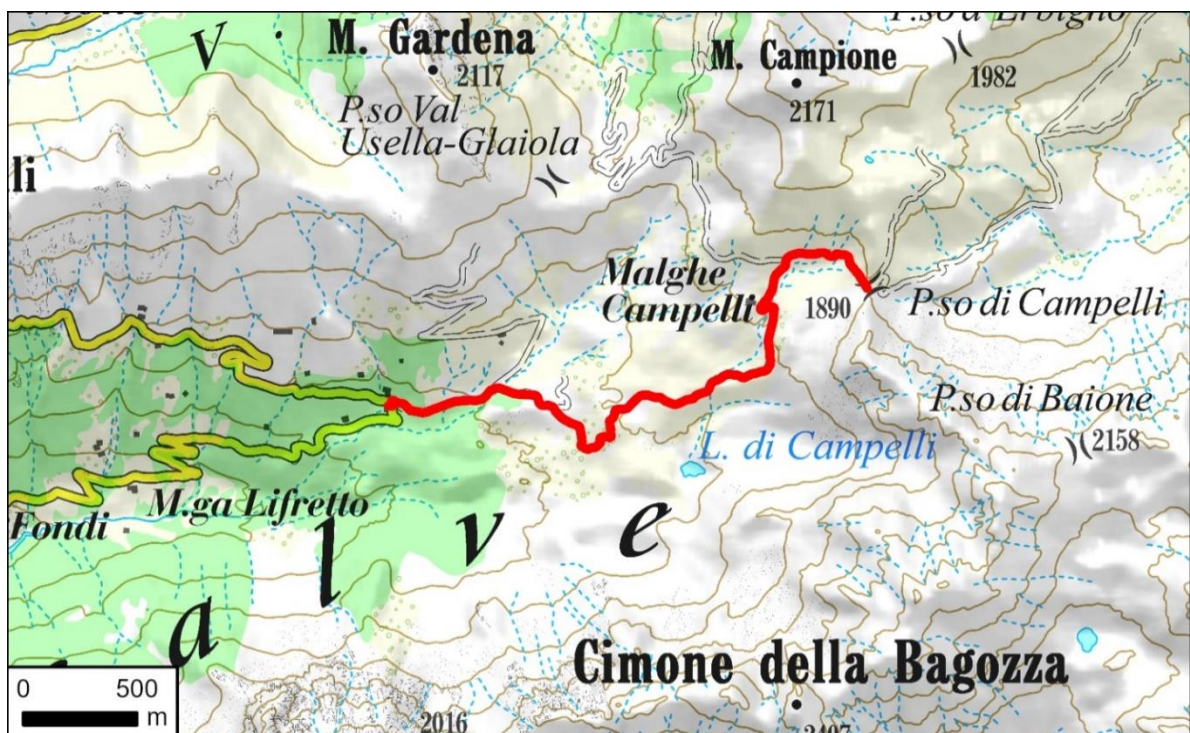 M. Gardena
2117
P.so Val
Usella-Glaiola
M. Campione
2171
1982
V
li
Malghe
Campelli
1890
P.so di Campelli
P.so di Baione
2158
L. di Campelli
M.ga Lifretto
Fondi
a l v e
Cimone della Bagozza
2016
0 500
m